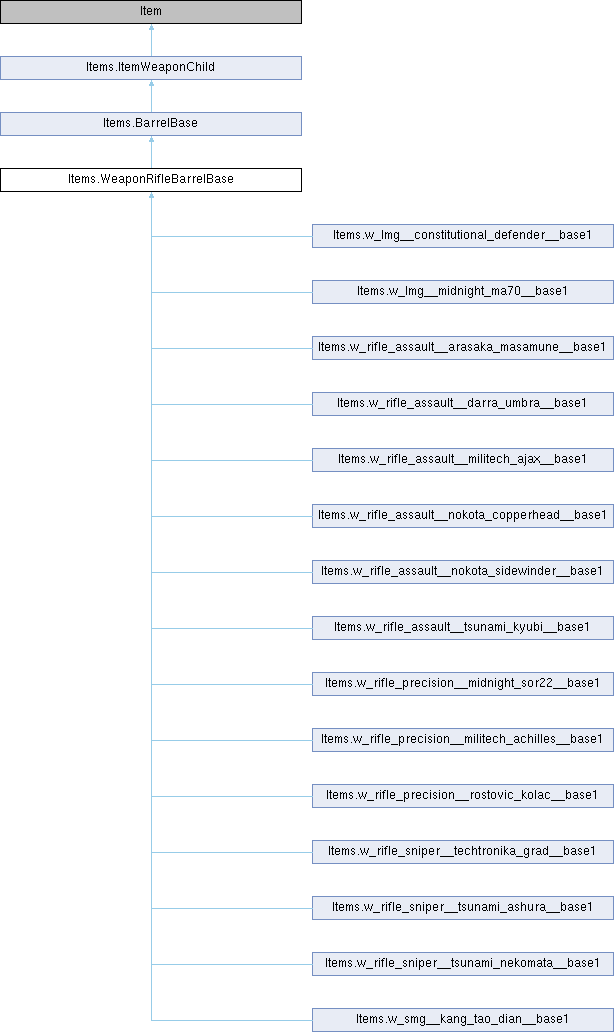 Item
Items.ItemWeaponChild
Items.BarrelBase
Items.WeaponRifleBarrelBase
Items.w_lmg__constitutional_defender__base1
Items.w_lmg__midnight_ma70__base1
Items.w_rifle_assault__arasaka_masamune__base1
Items.w_rifle_assault__darra_umbra__base1
Items.w_rifle_assault__militech_ajax__base1
Items.w_rifle_assault__nokota_copperhead__base1
Items.w_rifle_assault__nokota_sidewinder__base1
Items.w_rifle_assault__tsunami_kyubi__base1
Items.w_rifle_precision__midnight_sor22__base1
Items.w_rifle_precision__militech_achilles__base1
Items.w_rifle_precision__rostovic_kolac__base1
Items.w_rifle_sniper__techtronika_grad__base1
Items.w_rifle_sniper__tsunami_ashura__base1
Items.w_rifle_sniper__tsunami_nekomata__base1
Items.w_smg__kang_tao_dian__base1